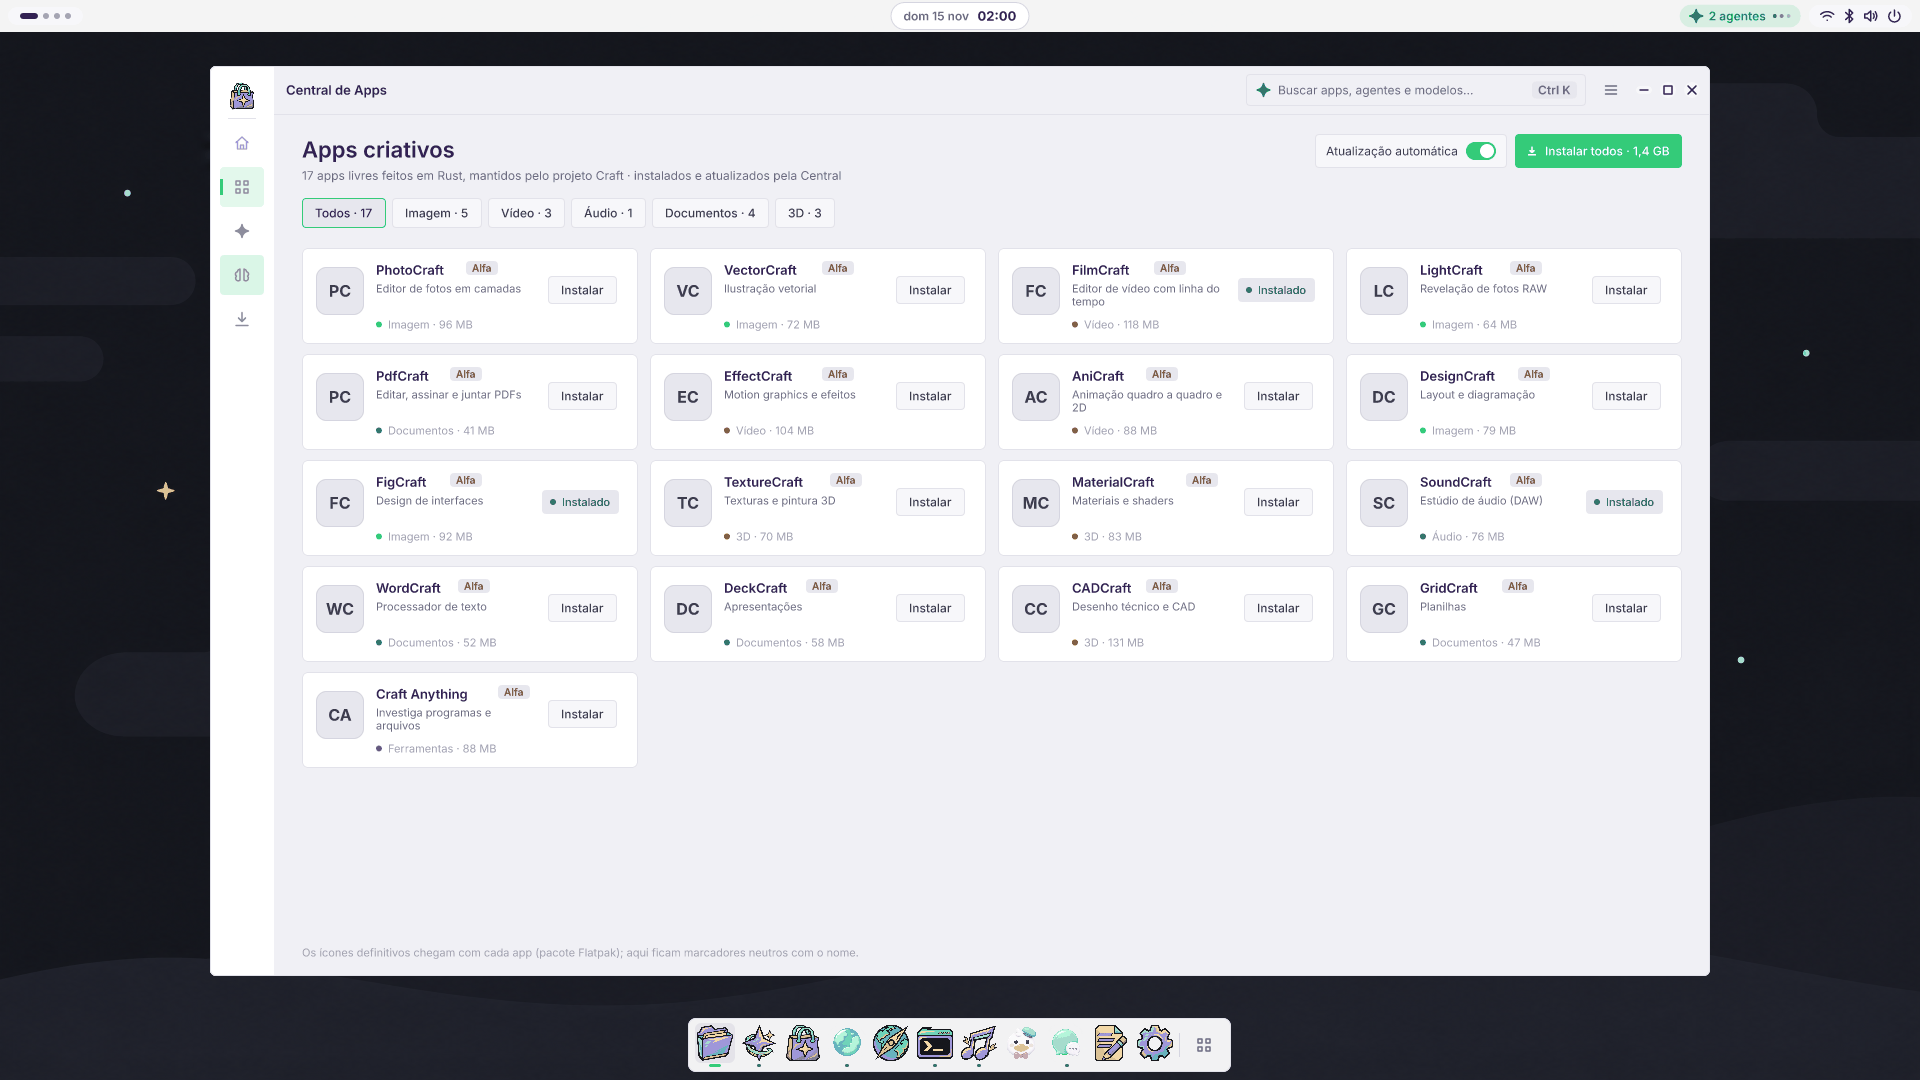 dom 15 nov 02:00
2 agentes
Central de Apps
Buscar apps, agentes e modelos...
Ctrl K
Apps criativos
17 apps livres feitos em Rust, mantidos pelo projeto Craft · instalados e atualizados pela Central
Atualização automática
Instalar todos · 1,4 GB
Todos · 17
Imagem · 5
Vídeo · 3
Áudio · 1
Documentos · 4
3D · 3
PC
PhotoCraft
Alfa
Editor de fotos em camadas
Imagem · 96 MB
Instalar
VC
VectorCraft
Alfa
Ilustração vetorial
Imagem · 72 MB
Instalar
FC
FilmCraft
Alfa
Editor de vídeo com linha do
tempo
Vídeo · 118 MB
Instalado
LC
LightCraft
Alfa
Revelação de fotos RAW
Imagem · 64 MB
Instalar
PC
PdfCraft
Alfa
Editar, assinar e juntar PDFs
Documentos · 41 MB
Instalar
EC
EffectCraft
Alfa
Motion graphics e efeitos
Vídeo · 104 MB
Instalar
AC
AniCraft
Alfa
Animação quadro a quadro e
2D
Vídeo · 88 MB
Instalar
DC
DesignCraft
Alfa
Layout e diagramação
Imagem · 79 MB
Instalar
FC
FigCraft
Alfa
Design de interfaces
Imagem · 92 MB
Instalado
TC
TextureCraft
Alfa
Texturas e pintura 3D
3D · 70 MB
Instalar
MC
MaterialCraft
Alfa
Materiais e shaders
3D · 83 MB
Instalar
SC
SoundCraft
Alfa
Estúdio de áudio (DAW)
Áudio · 76 MB
Instalado
WC
WordCraft
Alfa
Processador de texto
Documentos · 52 MB
Instalar
DC
DeckCraft
Alfa
Apresentações
Documentos · 58 MB
Instalar
CC
CADCraft
Alfa
Desenho técnico e CAD
3D · 131 MB
Instalar
GC
GridCraft
Alfa
Planilhas
Documentos · 47 MB
Instalar
CA
Craft Anything
Alfa
Investiga programas e
arquivos
Ferramentas · 88 MB
Instalar
Os ícones definitivos chegam com cada app (pacote Flatpak); aqui ficam marcadores neutros com o nome.